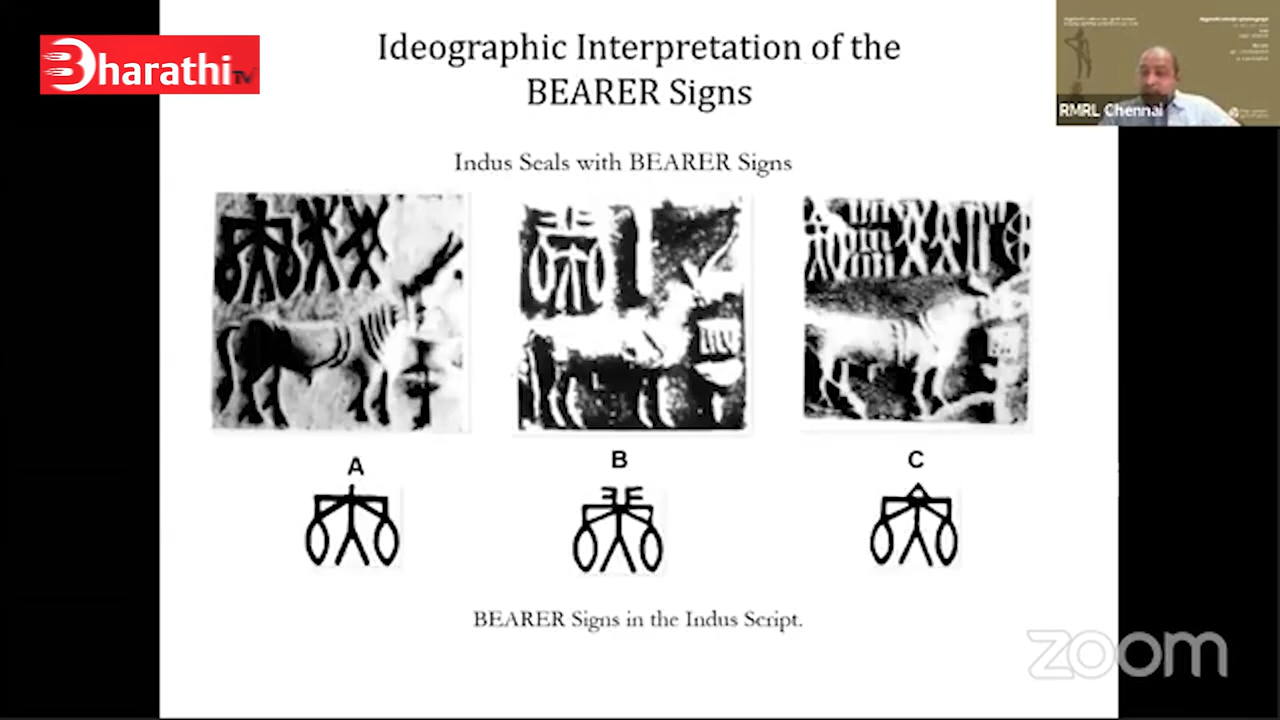 Bharathi TV
Ideographic Interpretation of the
BEARER Signs
RMRL Chennai
Indus Seals with BEARER Signs
A
B
C
BEARER Signs in the Indus Script.
zoom